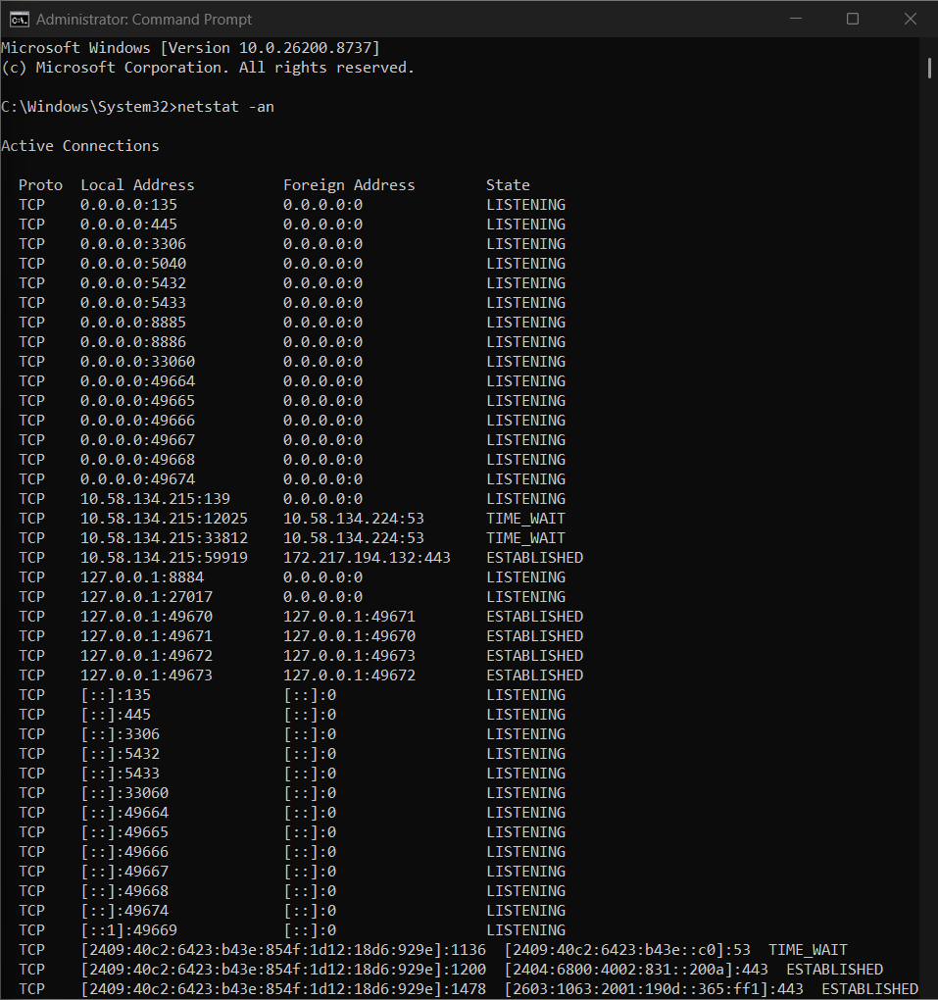 Administrator: Command Prompt
Microsoft Windows [Version 10.0.26200.8737]
(c) Microsoft Corporation. All rights reserved.
C:\Windows\System32>netstat -an
Active Connections
Proto  Local Address          Foreign Address        State
TCP    0.0.0.0:135            0.0.0.0:0              LISTENING
TCP    0.0.0.0:445            0.0.0.0:0              LISTENING
TCP    0.0.0.0:3306           0.0.0.0:0              LISTENING
TCP    0.0.0.0:5040           0.0.0.0:0              LISTENING
TCP    0.0.0.0:5432           0.0.0.0:0              LISTENING
TCP    0.0.0.0:5433           0.0.0.0:0              LISTENING
TCP    0.0.0.0:8885           0.0.0.0:0              LISTENING
TCP    0.0.0.0:8886           0.0.0.0:0              LISTENING
TCP    0.0.0.0:33060          0.0.0.0:0              LISTENING
TCP    0.0.0.0:49664          0.0.0.0:0              LISTENING
TCP    0.0.0.0:49665          0.0.0.0:0              LISTENING
TCP    0.0.0.0:49666          0.0.0.0:0              LISTENING
TCP    0.0.0.0:49667          0.0.0.0:0              LISTENING
TCP    0.0.0.0:49668          0.0.0.0:0              LISTENING
TCP    0.0.0.0:49674          0.0.0.0:0              LISTENING
TCP    10.58.134.215:139      0.0.0.0:0              LISTENING
TCP    10.58.134.215:12025    10.58.134.224:53       TIME_WAIT
TCP    10.58.134.215:33812    10.58.134.224:53       TIME_WAIT
TCP    10.58.134.215:59919    172.217.194.132:443    ESTABLISHED
TCP    127.0.0.1:8884         0.0.0.0:0              LISTENING
TCP    127.0.0.1:27017        0.0.0.0:0              LISTENING
TCP    127.0.0.1:49670        127.0.0.1:49671        ESTABLISHED
TCP    127.0.0.1:49671        127.0.0.1:49670        ESTABLISHED
TCP    127.0.0.1:49672        127.0.0.1:49673        ESTABLISHED
TCP    127.0.0.1:49673        127.0.0.1:49672        ESTABLISHED
TCP    [::]:135               [::]:0                 LISTENING
TCP    [::]:445               [::]:0                 LISTENING
TCP    [::]:3306              [::]:0                 LISTENING
TCP    [::]:5432              [::]:0                 LISTENING
TCP    [::]:5433              [::]:0                 LISTENING
TCP    [::]:33060             [::]:0                 LISTENING
TCP    [::]:49664             [::]:0                 LISTENING
TCP    [::]:49665             [::]:0                 LISTENING
TCP    [::]:49666             [::]:0                 LISTENING
TCP    [::]:49667             [::]:0                 LISTENING
TCP    [::]:49668             [::]:0                 LISTENING
TCP    [::]:49674             [::]:0                 LISTENING
TCP    [::1]:49669            [::]:0                 LISTENING
TCP    [2409:40c2:6423:b43e:854f:1d12:18d6:929e]:1136  [2409:40c2:6423:b43e::c0]:53  TIME_WAIT
TCP    [2409:40c2:6423:b43e:854f:1d12:18d6:929e]:1200  [2404:6800:4002:831::200a]:443  ESTABLISHED
TCP    [2409:40c2:6423:b43e:854f:1d12:18d6:929e]:1478  [2603:1063:2001:190d::365:ff1]:443  ESTABLISHED